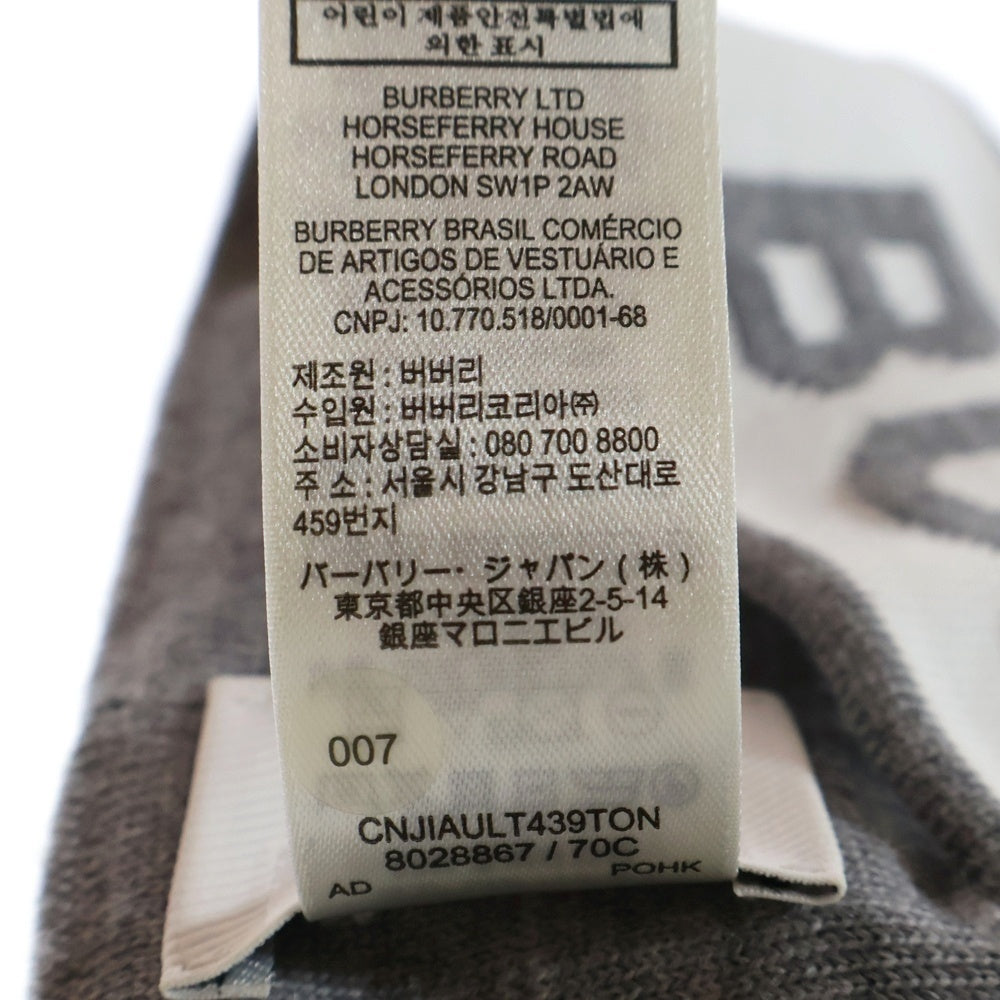 어린이 제품안전특별법에
의한 표시
BURBERRY LTD
HORSEFERRY HOUSE
HORSEFERRY ROAD
LONDON SW1P 2AW
BURBERRY BRASIL COMÉRCIO
DE ARTIGOS DE VESTUÁRIO E
ACESSÓRIOS LTDA.
CNPJ: 10.770.518/0001-68
제조원 : 버버리
수입원 : 버버리코리아㈜
소비자상담실 : 080 700 8800
주 소 : 서울시 강남구 도산대로
459번지
バーバリー・ジャパン ( 株 )
東京都中央区銀座2-5-14
銀座マロニエビル
007
CNJIAULT439TON
8028867 / 70C
AD POHK
B